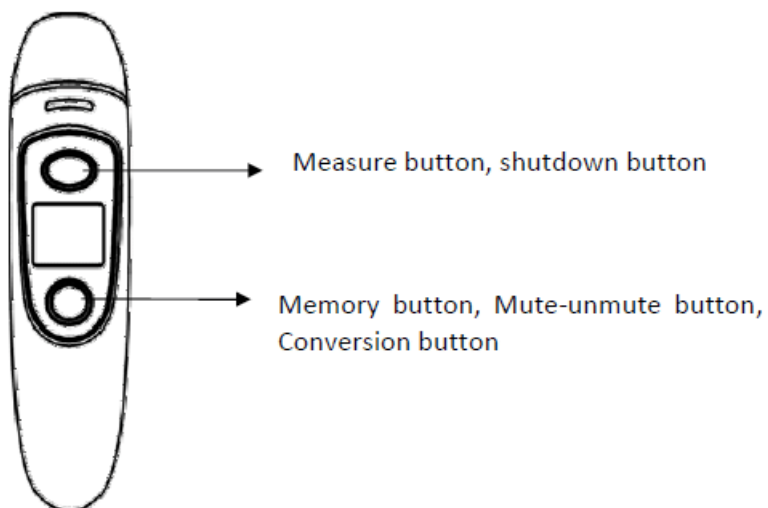 Measure button, shutdown button
Memory button, Mute-unmute button,
Conversion button